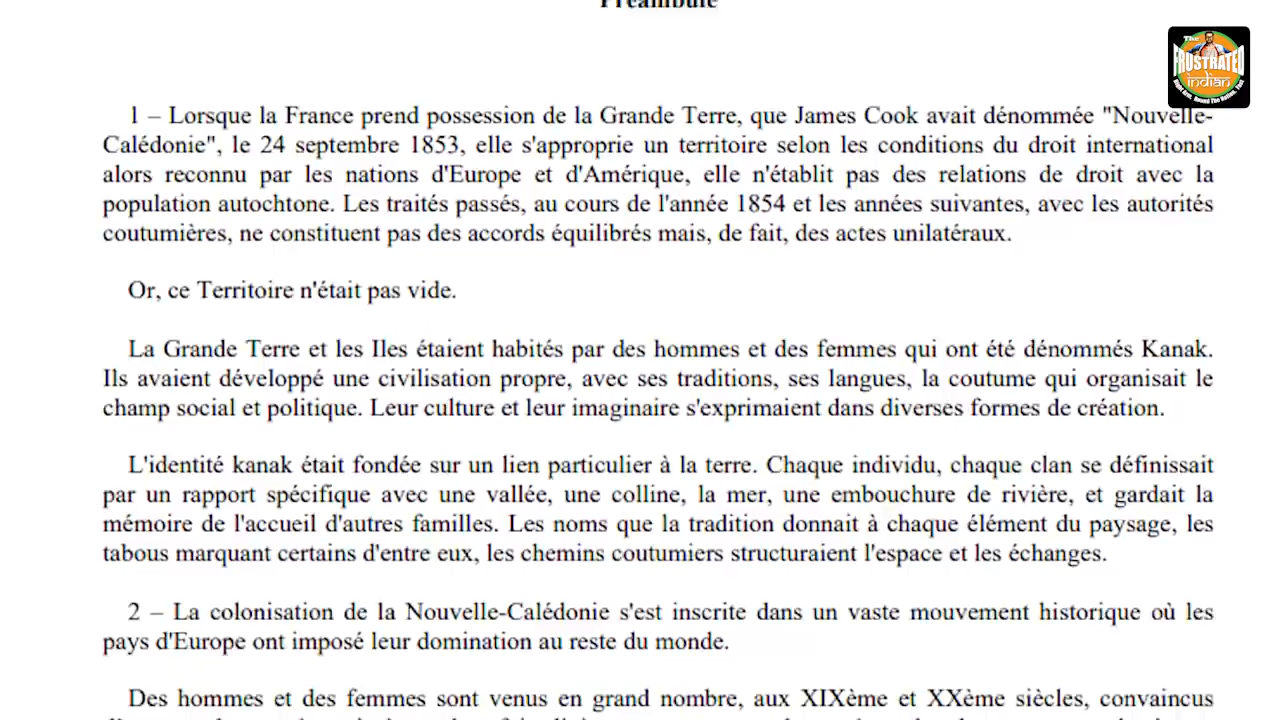 Préambule
The
FRUSTRATED
indian
1 – Lorsque la France prend possession de la Grande Terre, que James Cook avait dénommée "Nouvelle-
Calédonie", le 24 septembre 1853, elle s'approprie un territoire selon les conditions du droit international
alors reconnu par les nations d'Europe et d'Amérique, elle n'établit pas des relations de droit avec la
population autochtone. Les traités passés, au cours de l'année 1854 et les années suivantes, avec les autorités
coutumières, ne constituent pas des accords équilibrés mais, de fait, des actes unilatéraux.
Or, ce Territoire n'était pas vide.
La Grande Terre et les Iles étaient habités par des hommes et des femmes qui ont été dénommés Kanak.
Ils avaient développé une civilisation propre, avec ses traditions, ses langues, la coutume qui organisait le
champ social et politique. Leur culture et leur imaginaire s'exprimaient dans diverses formes de création.
L'identité kanak était fondée sur un lien particulier à la terre. Chaque individu, chaque clan se définissait
par un rapport spécifique avec une vallée, une colline, la mer, une embouchure de rivière, et gardait la
mémoire de l'accueil d'autres familles. Les noms que la tradition donnait à chaque élément du paysage, les
tabous marquant certains d'entre eux, les chemins coutumiers structuraient l'espace et les échanges.
2 – La colonisation de la Nouvelle-Calédonie s'est inscrite dans un vaste mouvement historique où les
pays d'Europe ont imposé leur domination au reste du monde.
Des hommes et des femmes sont venus en grand nombre, aux XIXème et XXème siècles, convaincus